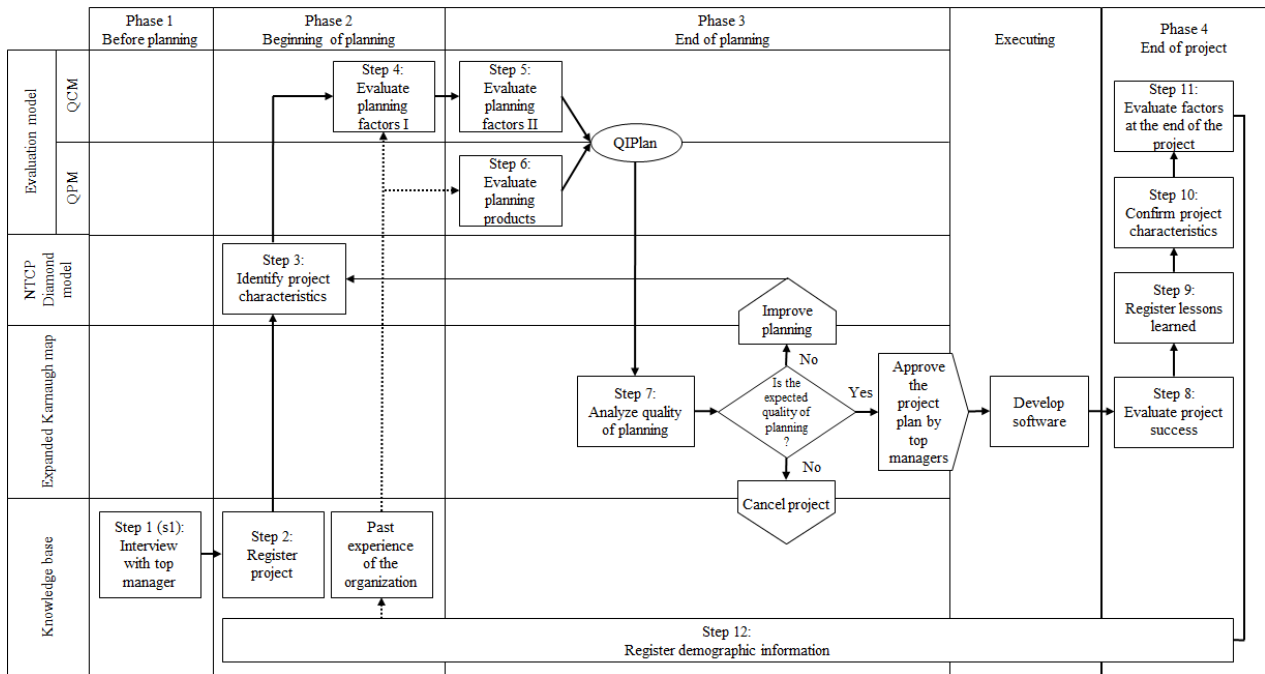 Phase 1
Before planning
Phase 2
Beginning of planning
Phase 3
End of planning
Executing
Phase 4
End of project
Evaluation model
QCM
QPM
NTCP
Diamond
model
Expanded Karnaugh map
Knowledge base
Step 4:
Evaluate
planning
factors I
Step 5:
Evaluate
planning
factors II
QIPlan
Step 6:
Evaluate
planning
products
Step 11:
Evaluate factors
at the end of the
project
Step 10:
Confirm project
characteristics
Step 3:
Identify project
characteristics
Step 9:
Register lessons
learned
Improve
planning
No
Step 7:
Analyze quality
of planning
Is the
expected
quality of
planning
?
Yes
Approve
the
project
plan by
top
managers
Develop
software
Step 8:
Evaluate project
success
No
Cancel project
Step 1 (s1):
Interview
with top
manager
Step 2:
Register
project
Past
experience
of the
organization
Step 12:
Register demographic information